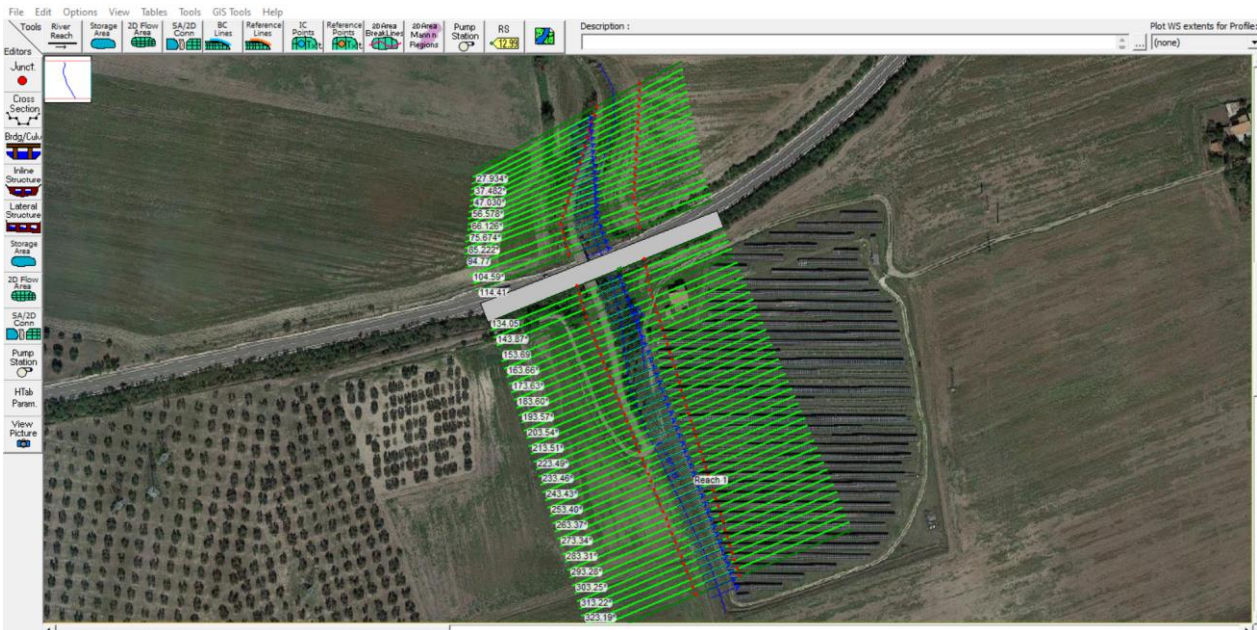 File Edit Options View Tables Tools GIS Tools Help
Tools
Editors
River Reach
Storage Area
2D Flow Area
SA/2D Conn
BC Lines
Reference Lines
IC Points
Reference Points
2D Area BreakLines
2D Area Mann n Regions
Pump Station
RS
12.99
Description :
...
Plot WS extents for Profile:
(none)
Junct.
Cross Section
Brdg/Culv
Inline Structure
Lateral Structure
Storage Area
2D Flow Area
SA/2D Conn
Pump Station
HTab Param.
View Picture
27.934*
37.482*
47.030*
56.578*
66.126*
75.674*
85.222*
94.77
104.59*
114.41
134.05
143.87*
153.69
163.66*
173.63*
183.60*
193.57*
203.54*
213.51*
223.49*
233.46*
243.43*
253.40*
263.37*
273.34*
283.31*
293.28*
303.25*
313.22*
323.19*
Reach 1